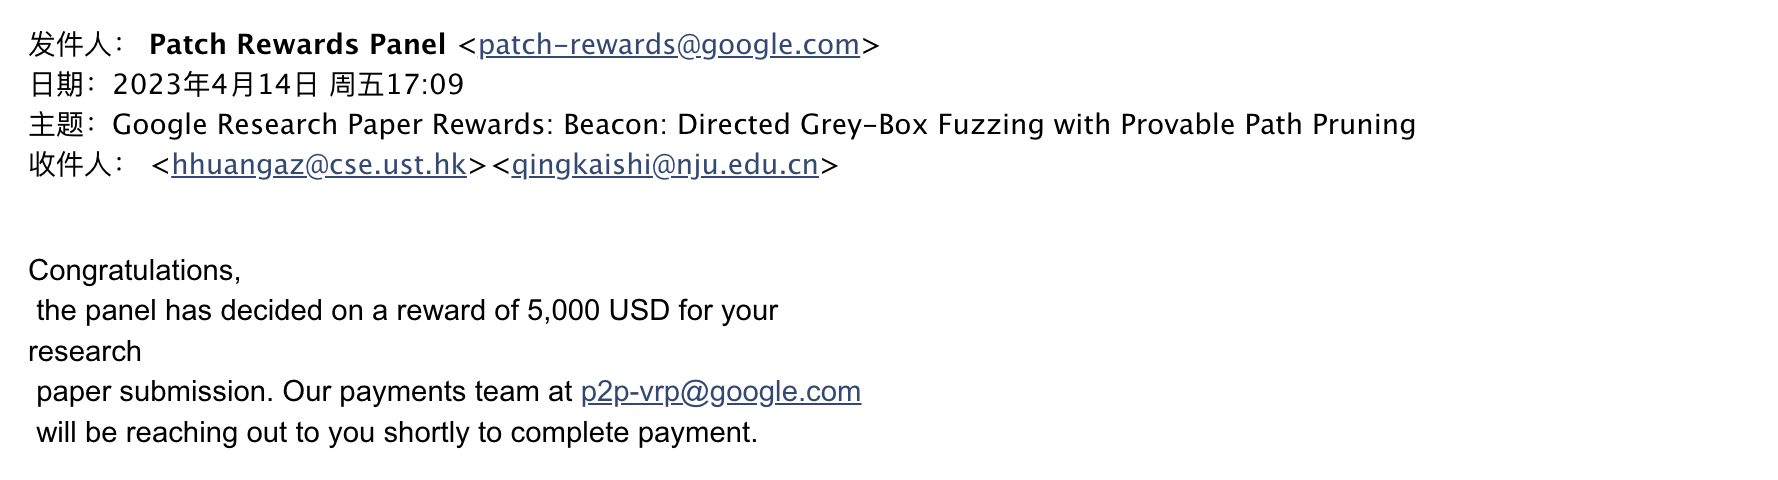 发件人： Patch Rewards Panel <patch-rewards@google.com>
日期：2023年4月14日 周五17:09
主题：Google Research Paper Rewards: Beacon: Directed Grey-Box Fuzzing with Provable Path Pruning
收件人： <hhuangaz@cse.ust.hk><qingkaishi@nju.edu.cn>
Congratulations,
the panel has decided on a reward of 5,000 USD for your
research
paper submission. Our payments team at p2p-vrp@google.com
will be reaching out to you shortly to complete payment.